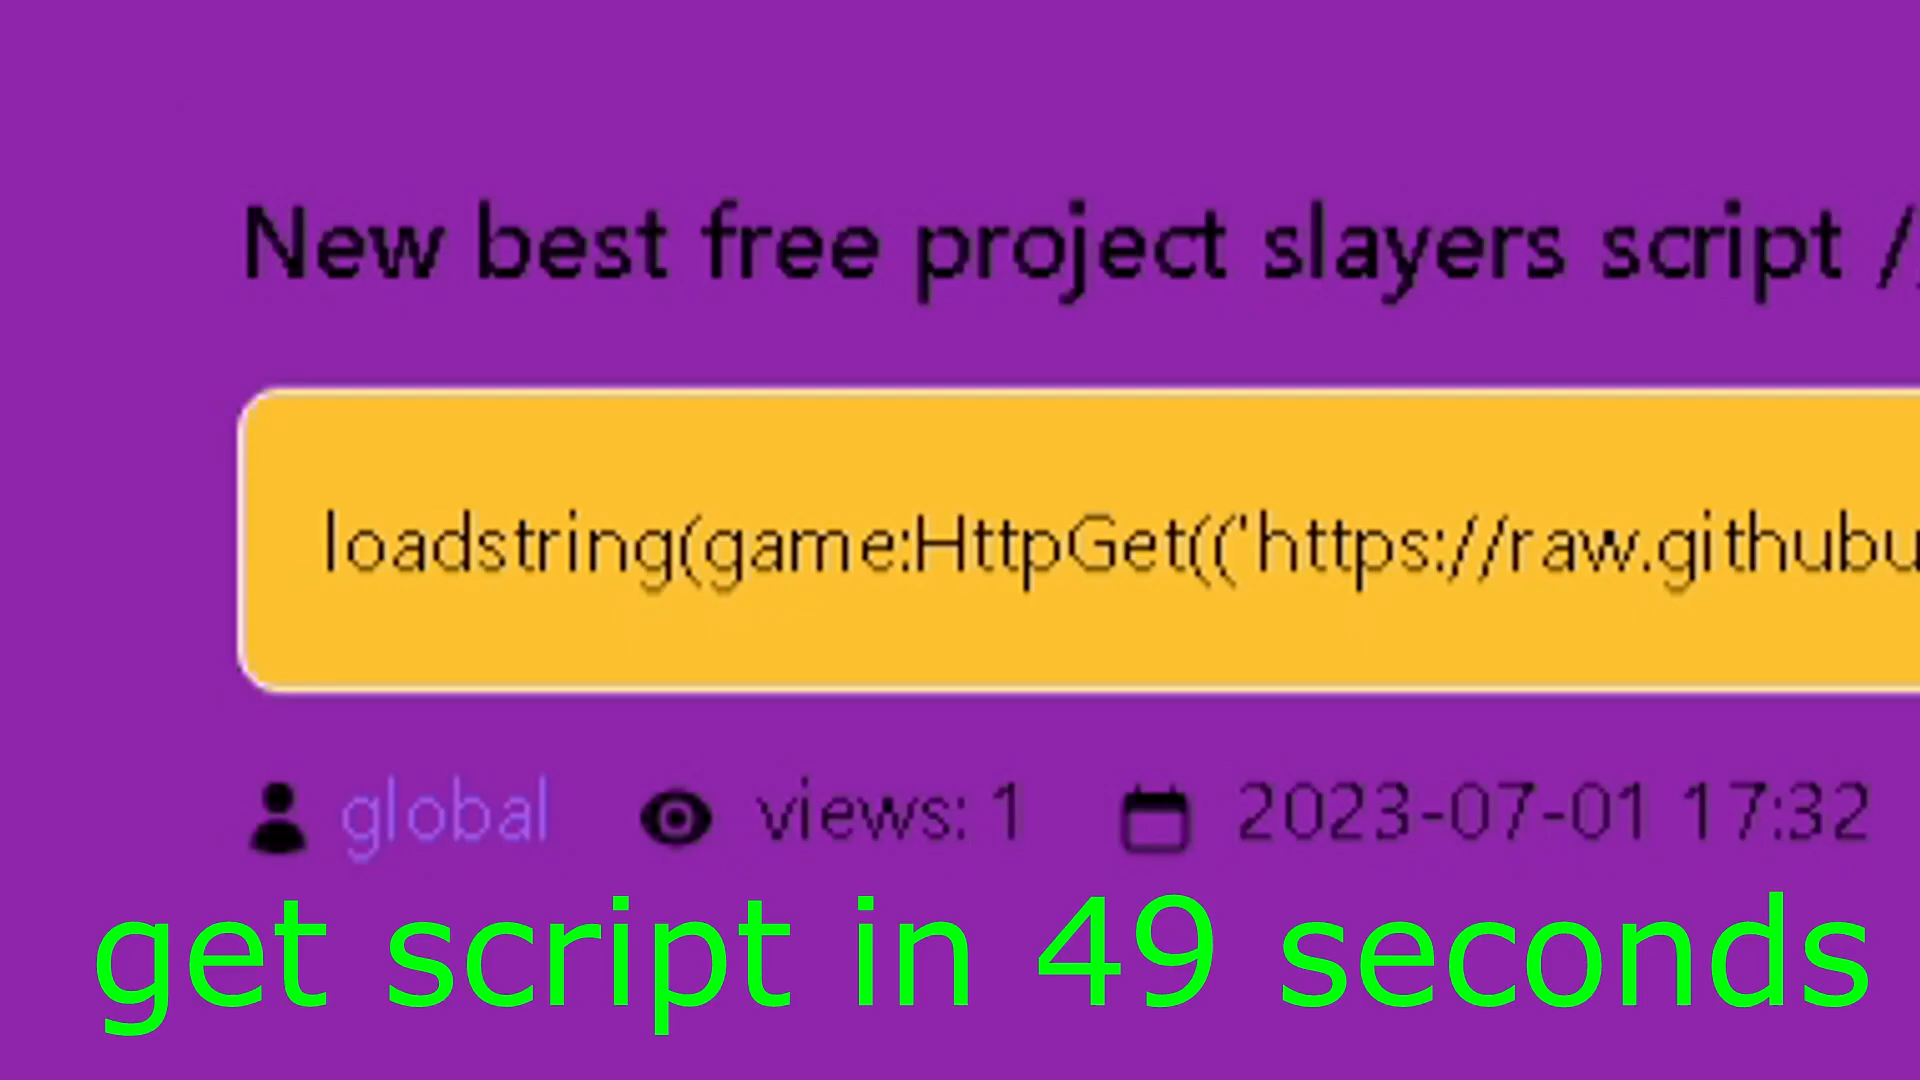 New best free project slayers script /
loadstring(game:HttpGet(('https://raw.githubu
global views: 1 2023-07-01 17:32
get script in 49 seconds